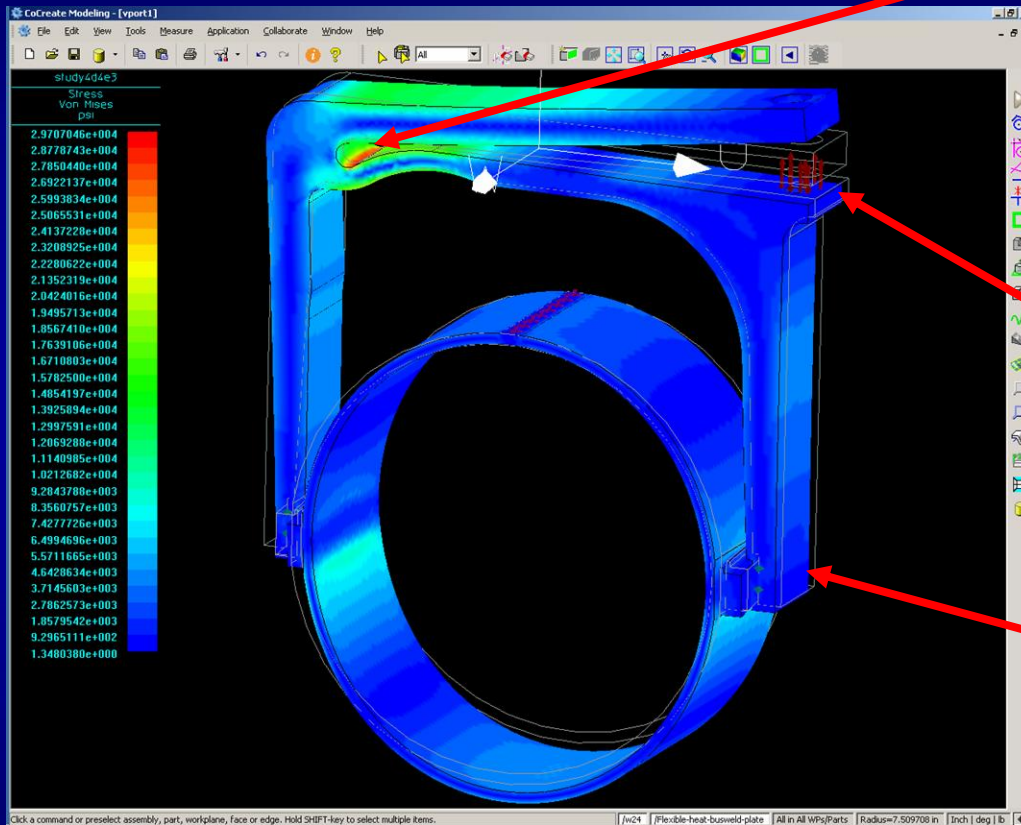 CoCreate Modeling - [vport1]
File Edit View Tools Measure Application Collaborate Window Help
All
study4d4e3
Stress
Von Mises
psi
2.9707046e+004
2.8778743e+004
2.7850440e+004
2.6922137e+004
2.5993834e+004
2.5065531e+004
2.4137228e+004
2.3208925e+004
2.2280622e+004
2.1352319e+004
2.0424016e+004
1.9495713e+004
1.8567410e+004
1.7639106e+004
1.6710803e+004
1.5782500e+004
1.4854197e+004
1.3925894e+004
1.2997591e+004
1.2069288e+004
1.1140985e+004
1.0212682e+004
9.2843788e+003
8.3560757e+003
7.4277726e+003
6.4994696e+003
5.5711665e+003
4.6428634e+003
3.7145603e+003
2.7862573e+003
1.8579542e+003
9.2965111e+002
1.3480380e+000
Click a command or preselect assembly, part, workplane, face or edge. Hold SHIFT-key to select multiple items. /w24 /Flexible-heat-busweld-plate All in All WPs/Parts Radius=7.509708 in Inch | deg | lb